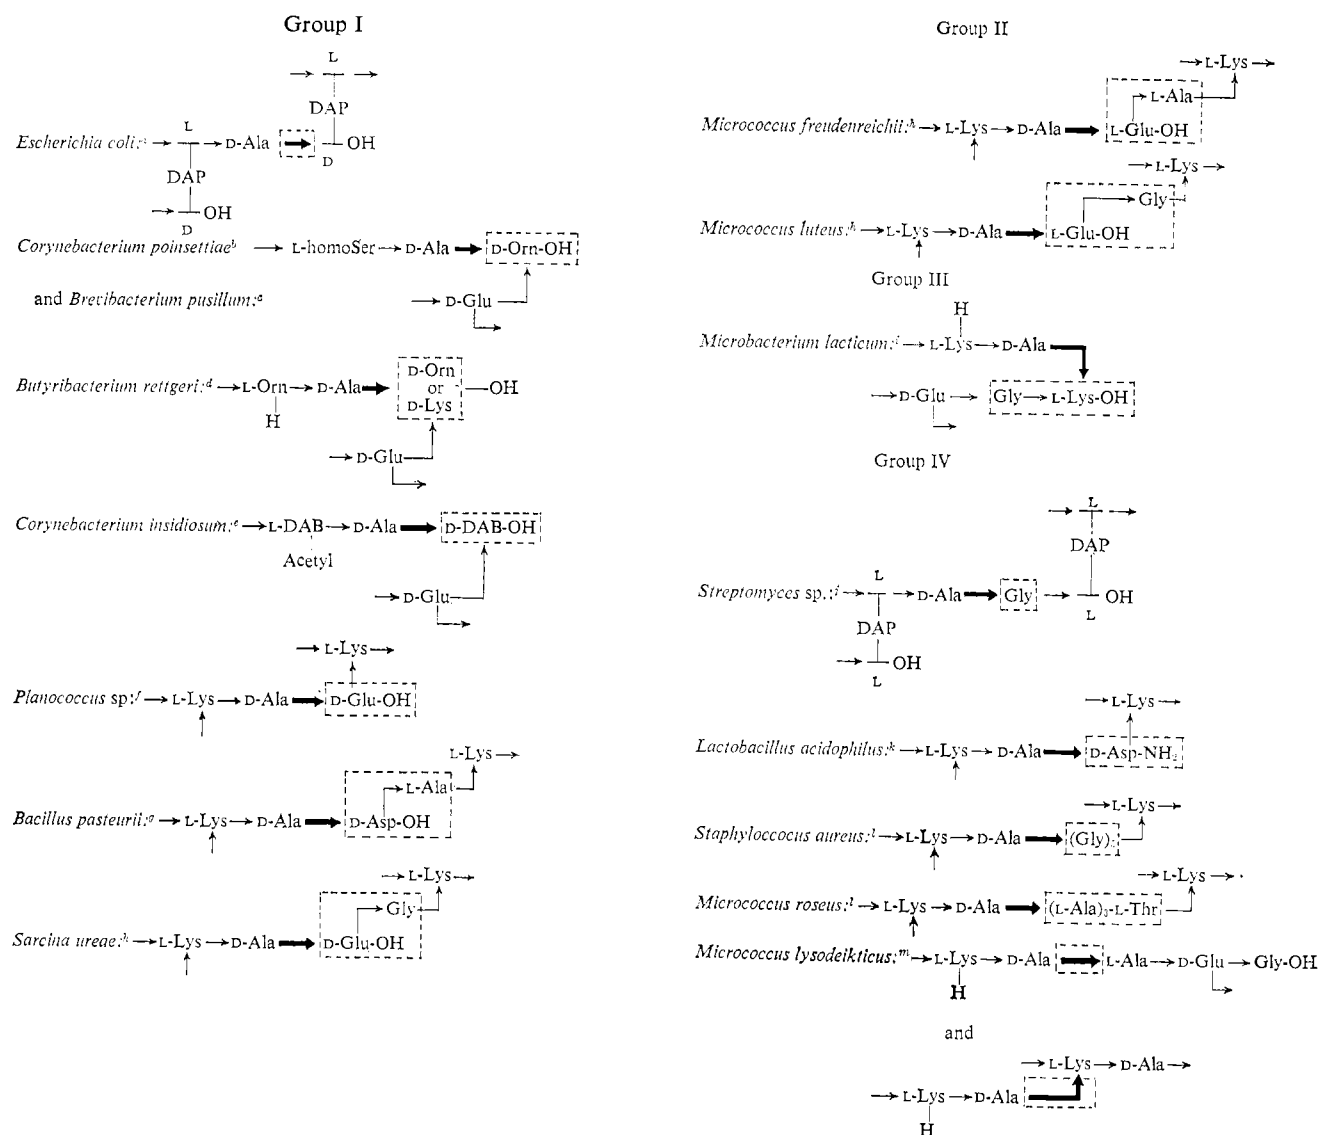 Group I
L
DAP
L
Escherichia coli: D-Ala OH
D
DAP
OH
D
Corynebacterium poinsettiae b L-homoSer D-Ala D-Orn-OH
and Brevibacterium pusillum: D-Glu
D-Orn
Butyribacterium rettgeri: d L-Orn D-Ala or OH
H D-Lys
D-Glu
Corynebacterium insidiosum: e L-DAB D-Ala D-DAB-OH
Acetyl
D-Glu
L-Lys
Planococcus sp: f L-Lys D-Ala D-Glu-OH
L-Lys
L-Ala
Bacillus pasteurii: g L-Lys D-Ala D-Asp-OH
L-Lys
Gly
Sarcina ureae: h L-Lys D-Ala D-Glu-OH
Group II
L-Lys
L-Ala
Micrococcus freudenreichii: h L-Lys D-Ala L-Glu-OH
L-Lys
Gly
Micrococcus luteus: h L-Lys D-Ala L-Glu-OH
Group III
H
Microbacterium lacticum: i L-Lys D-Ala
D-Glu Gly L-Lys-OH
Group IV
L
DAP
L
Streptomyces sp.: j D-Ala Gly OH
L
DAP
OH
L
L-Lys
Lactobacillus acidophilus: k L-Lys D-Ala D-Asp-NH2
L-Lys
Staphyloccocus aureus: l L-Lys D-Ala (Gly)
L-Lys
Micrococcus roseus: l L-Lys D-Ala (L-Ala)3-L-Thr
Micrococcus lysodeikticus: m L-Lys D-Ala L-Ala D-Glu Gly-OH
H
and
L-Lys D-Ala
L-Lys D-Ala
H